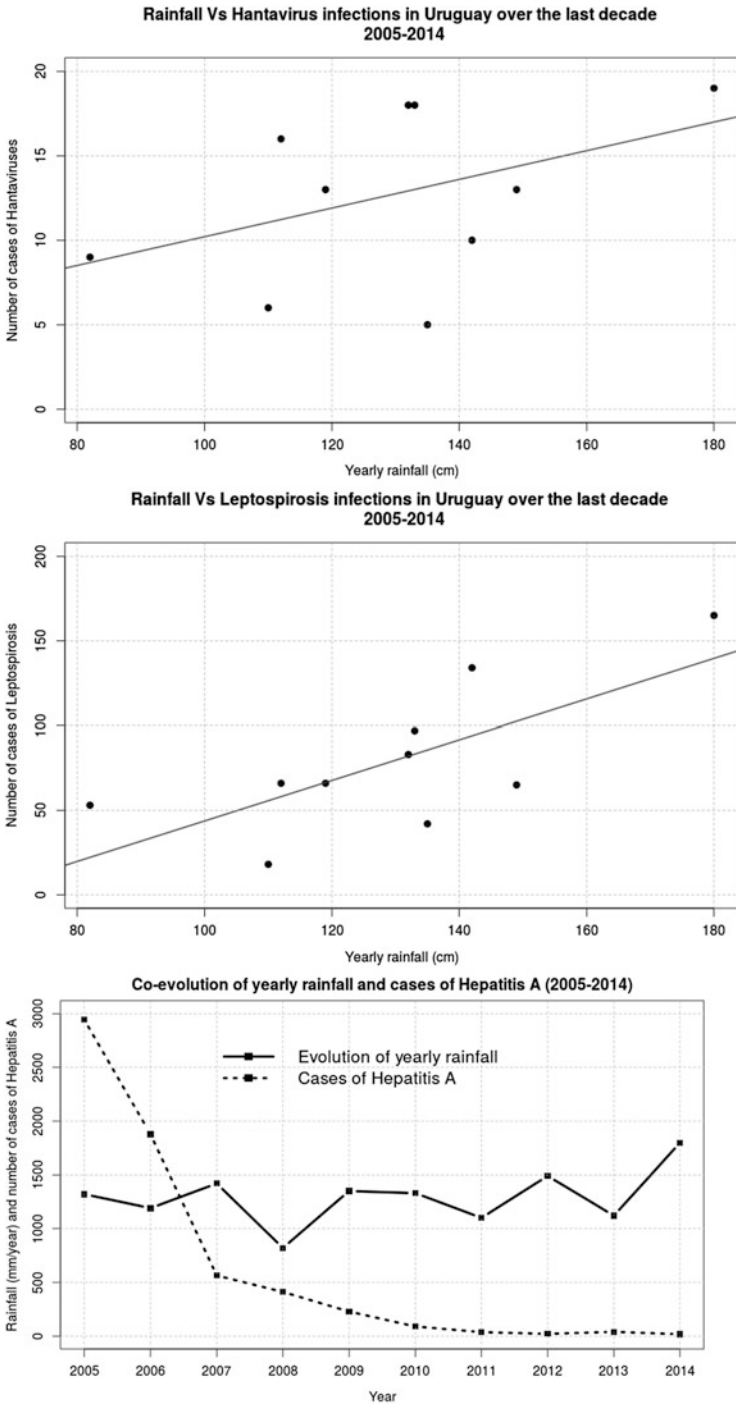 Rainfall Vs Hantavirus infections in Uruguay over the last decade
2005-2014
Number of cases of Hantaviruses
20
15
10
5
0
80 100 120 140 160 180
Yearly rainfall (cm)
Rainfall Vs Leptospirosis infections in Uruguay over the last decade
2005-2014
Number of cases of Leptospirosis
200
150
100
50
0
80 100 120 140 160 180
Yearly rainfall (cm)
Co-evolution of yearly rainfall and cases of Hepatitis A (2005-2014)
Rainfall (mm/year) and number of cases of Hepatitis A
3000
2500
2000
1500
1000
500
0
Evolution of yearly rainfall
Cases of Hepatitis A
2005 2006 2007 2008 2009 2010 2011 2012 2013 2014
Year